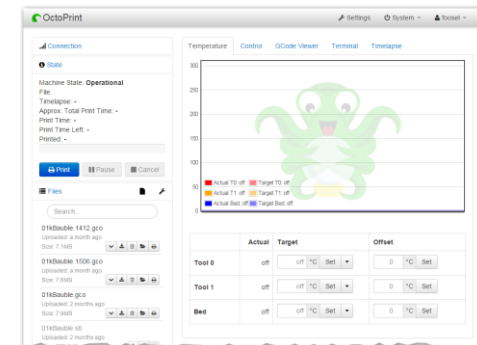 OctoPrint
Settings
System
foosel
Connection
State
Machine State: Operational
File:
Timelapse: -
Approx. Total Print Time: -
Print Time: -
Print Time Left: -
Printed: -
Print
Pause
Cancel
Files
Search...
01kBauble.1412.gco
Uploaded: a month ago
Size: 7.1MB
01kBauble.1506.gco
Uploaded: a month ago
Size: 7.6MB
01kBauble.gco
Uploaded: 2 months ago
Size: 7.9MB
01kBauble.stl
Uploaded: 2 months ago
Temperature Control GCode Viewer Terminal Timelapse
300
250
200
150
100
50
0
Actual T0: off Target T0: off
Actual T1: off Target T1: off
Actual Bed: off Target Bed: off
Actual Target Offset
Tool 0 off off °C Set 0 °C Set
Tool 1 off off °C Set 0 °C Set
Bed off off °C Set 0 °C Set